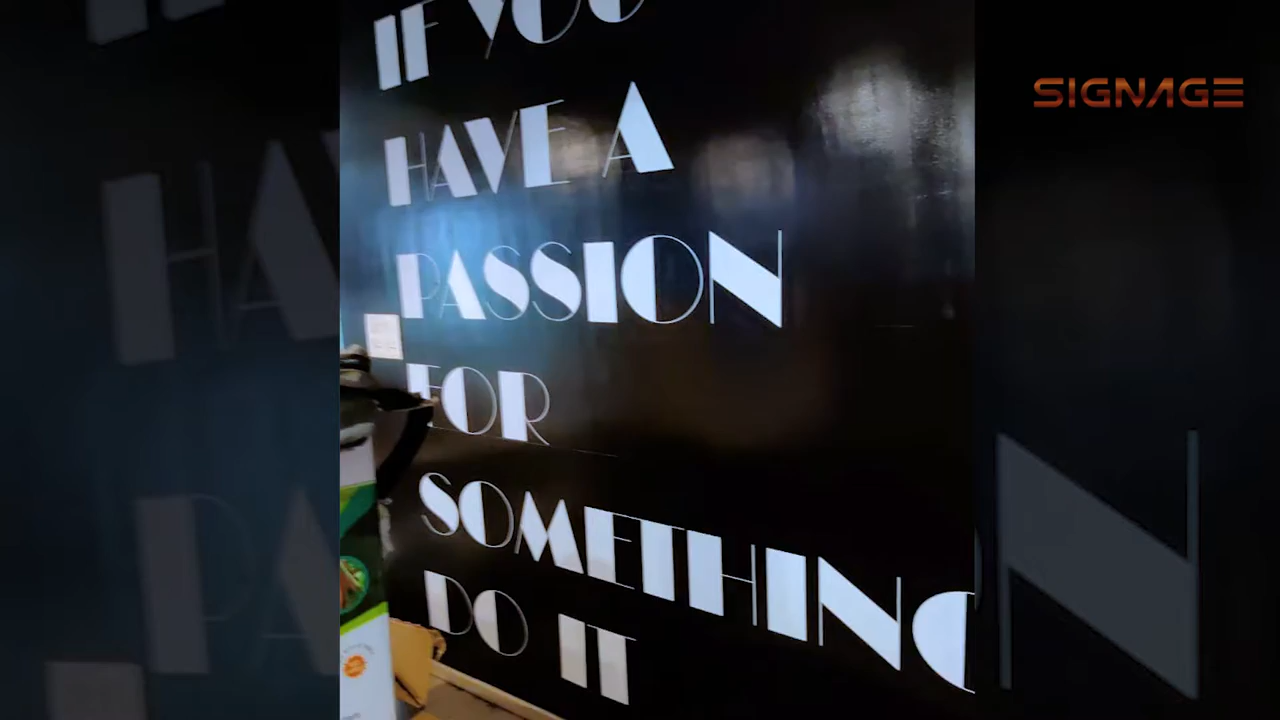 IF YOU
HAVE A
PASSION
FOR
SOMETHING
DO IT
SIGNAGE